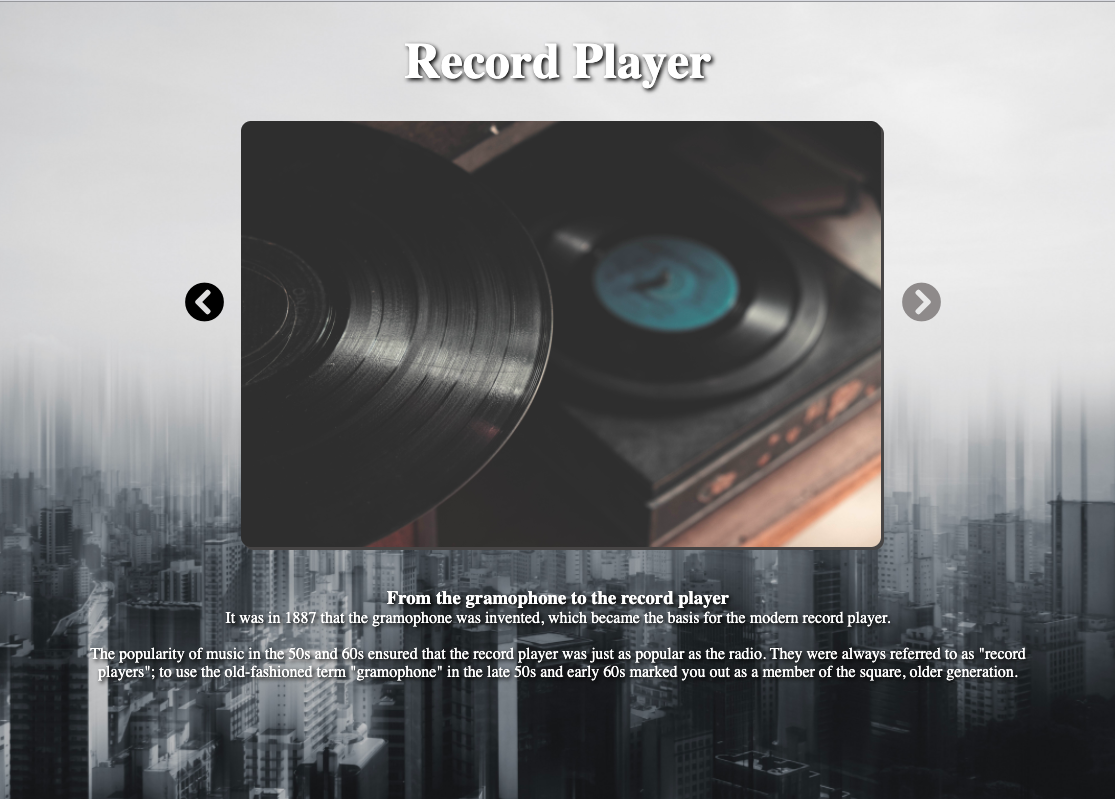 Record Player
From the gramophone to the record player
It was in 1887 that the gramophone was invented, which became the basis for the modern record player.
The popularity of music in the 50s and 60s ensured that the record player was just as popular as the radio. They were always referred to as "record
players"; to use the old-fashioned term "gramophone" in the late 50s and early 60s marked you out as a member of the square, older generation.